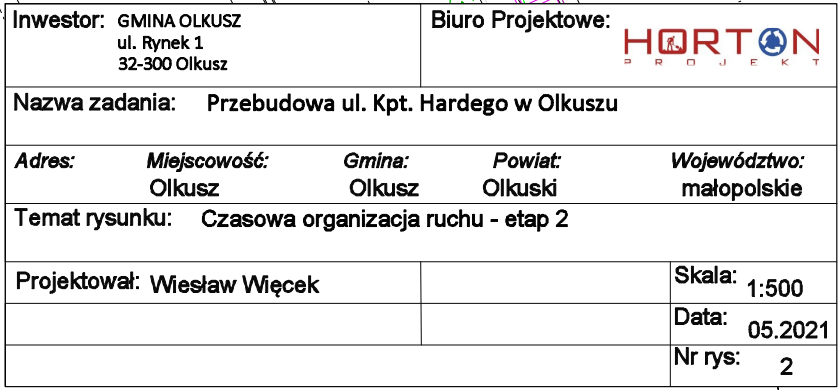 Inwestor: GMINA OLKUSZ
ul. Rynek 1
32-300 Olkusz
Biuro Projektowe:
HORTON
PROJEKT
Nazwa zadania: Przebudowa ul. Kpt. Hardego w Olkuszu
Adres: Miejscowość: Gmina: Powiat: Województwo:
Olkusz Olkusz Olkuski małopolskie
Temat rysunku: Czasowa organizacja ruchu - etap 2
Projektował: Wiesław Więcek
Skala: 1:500
Data: 05.2021
Nr rys: 2